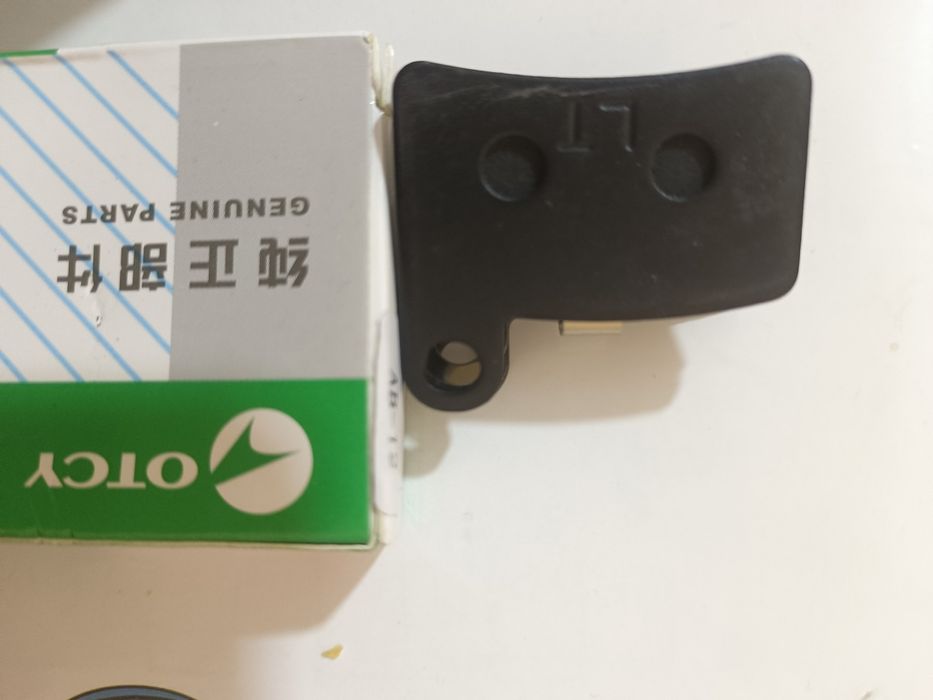 OTCY
纯正部件
GENUINE PARTS
LT